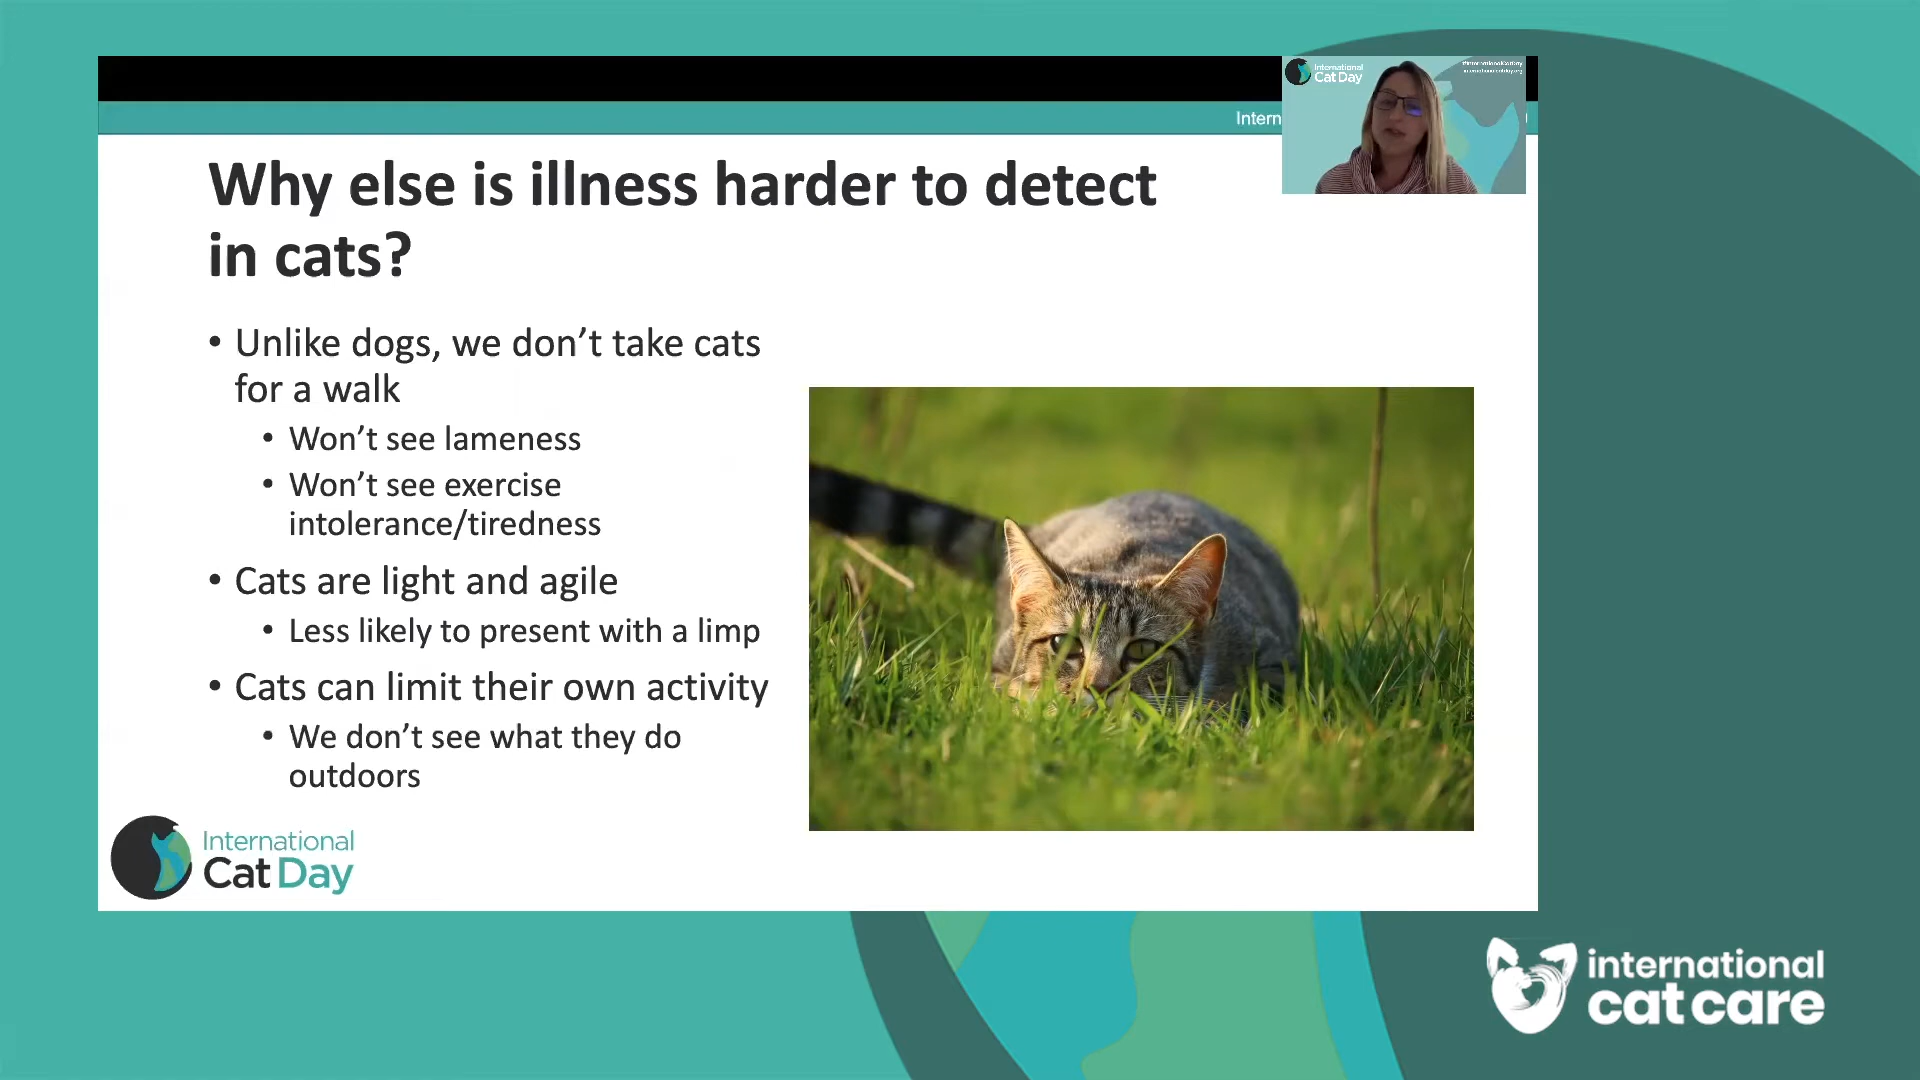 Intern
International
Cat Day
#InternationalCatDay
internationalcatday.org
Why else is illness harder to detect
in cats?
• Unlike dogs, we don’t take cats
for a walk
• Won’t see lameness
• Won’t see exercise
intolerance/tiredness
• Cats are light and agile
• Less likely to present with a limp
• Cats can limit their own activity
• We don’t see what they do
outdoors
International
Cat Day
international
cat care